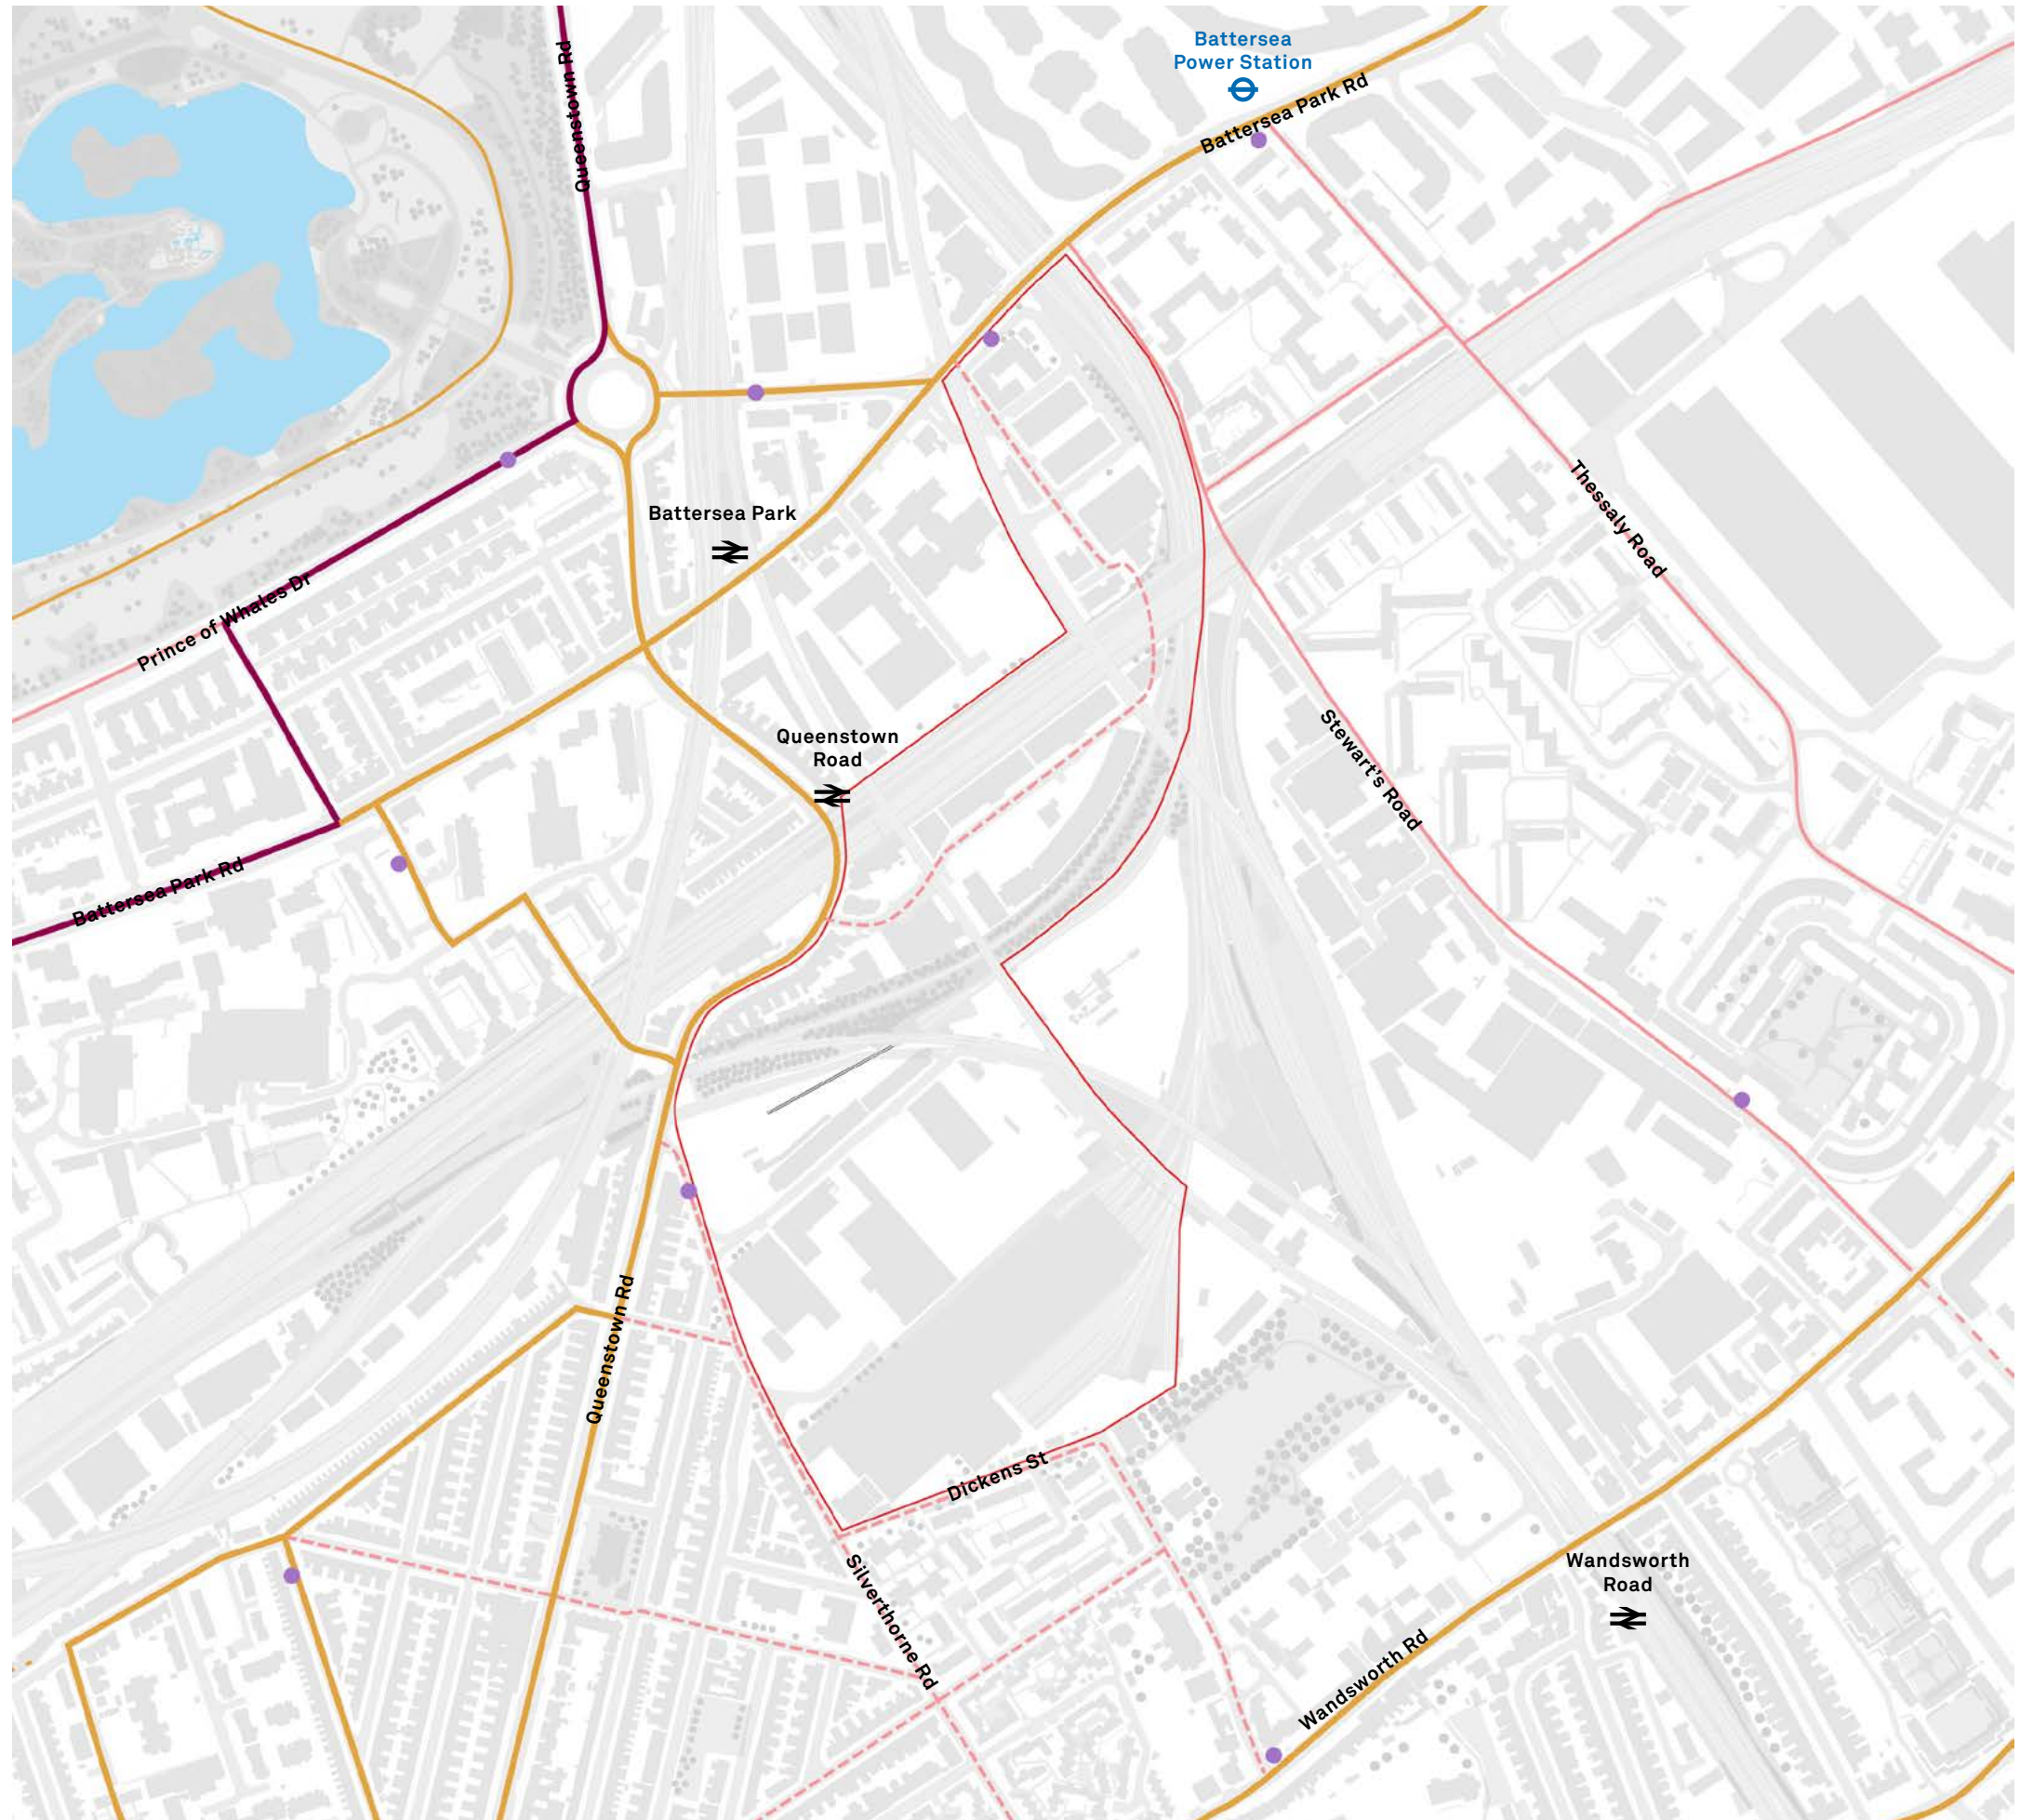 Queenstown Rd
Battersea
Power Station
Battersea Park Rd
Thessaly Road
Battersea Park
Prince of Whales Dr
Queenstown
Road
Stewart's Road
Battersea Park Rd
Queenstown Rd
Dickens St
Silverthorne Rd
Wandsworth
Road
Wandsworth Rd